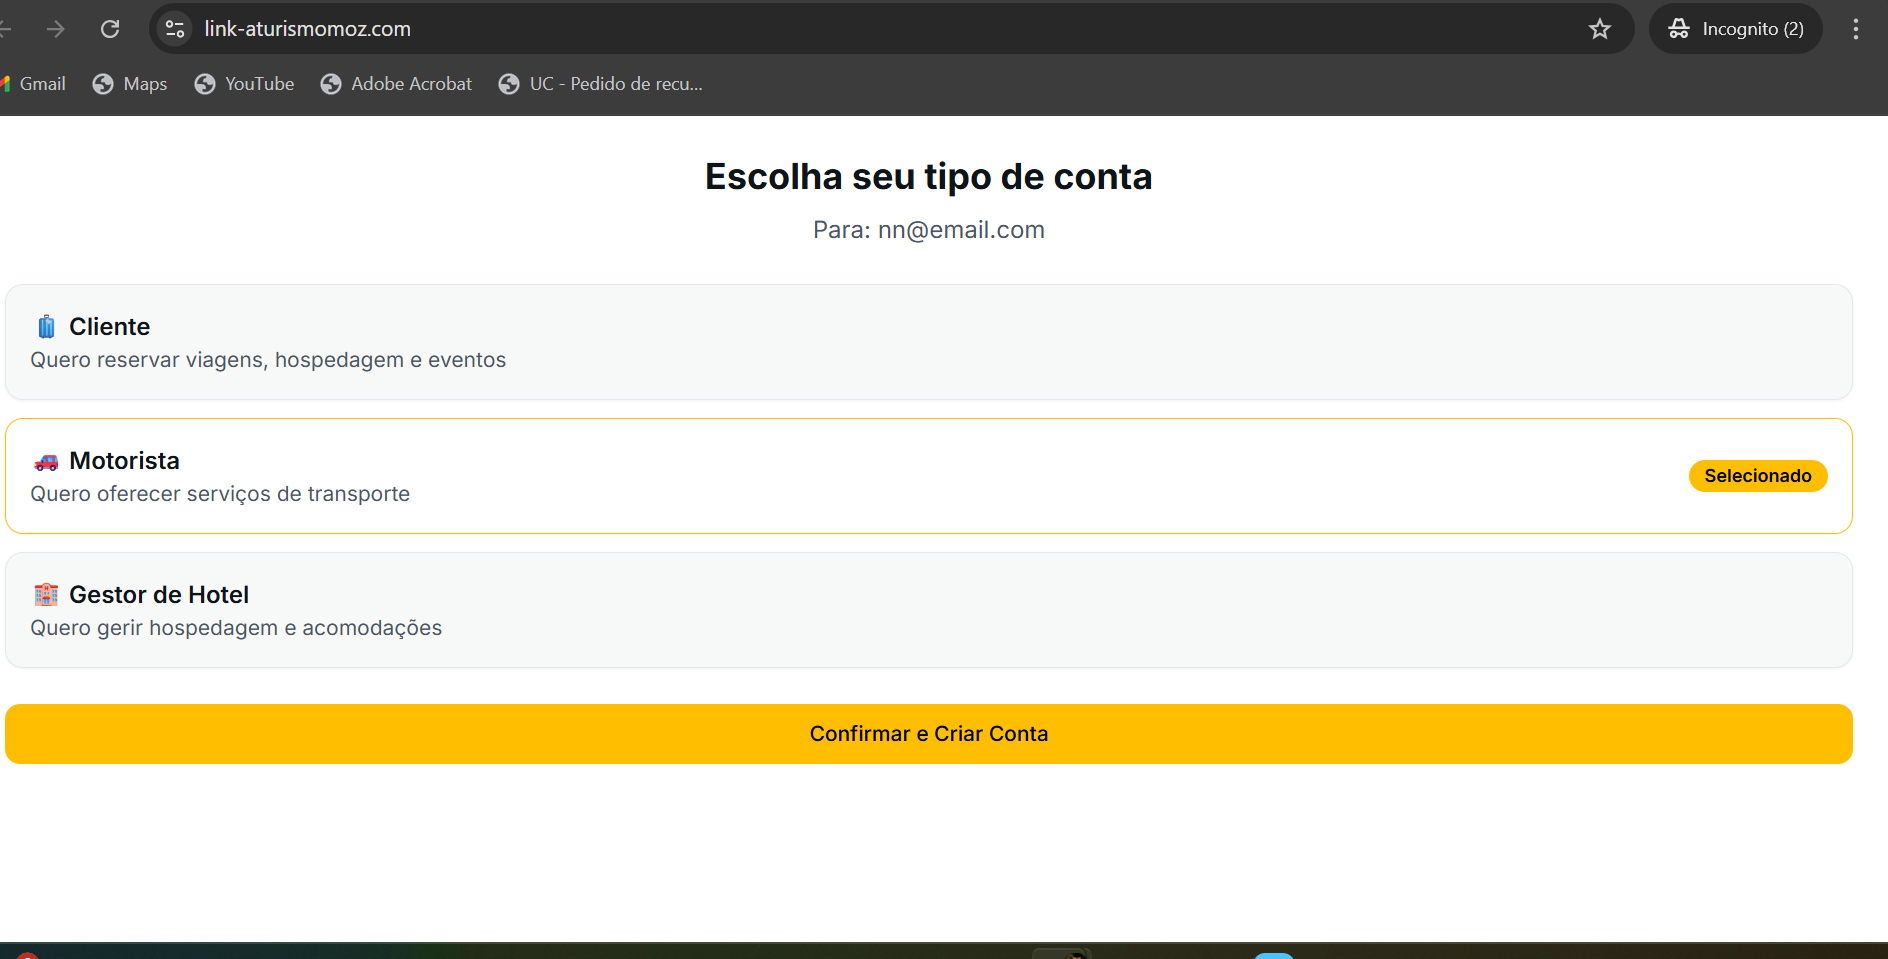 link-aturismomoz.com
Incognito (2)
Gmail
Maps
YouTube
Adobe Acrobat
UC - Pedido de recu...
Escolha seu tipo de conta
Para: nn@email.com
Cliente
Quero reservar viagens, hospedagem e eventos
Motorista
Quero oferecer serviços de transporte
Selecionado
Gestor de Hotel
Quero gerir hospedagem e acomodações
Confirmar e Criar Conta